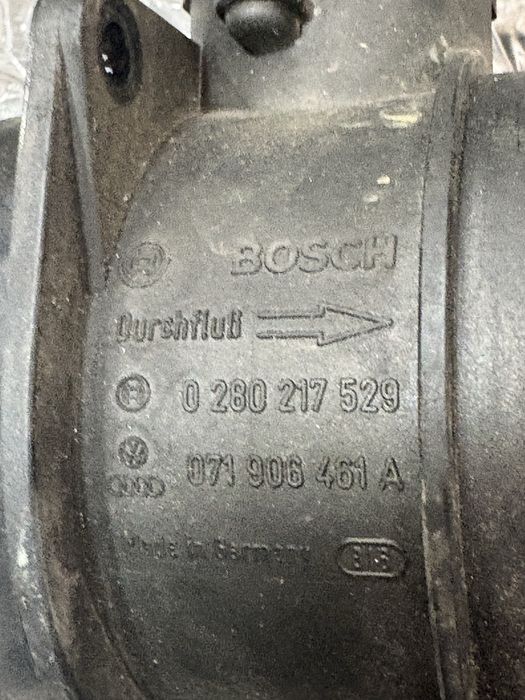 BOSCH
Durchfluß
0 280 217 529
071 906 461 A
Made in Germany